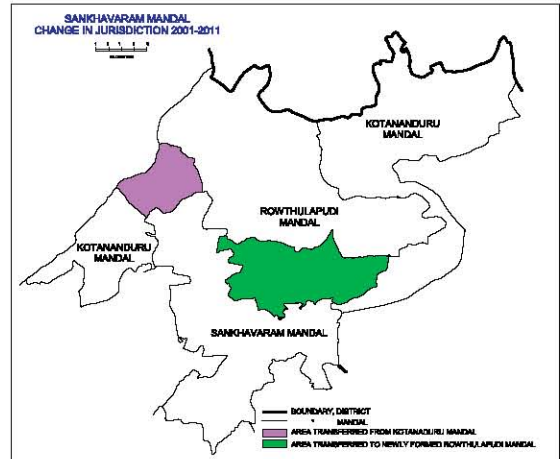 SANKHAVARAM MANDAL
CHANGE IN JURISDICTION 2001-2011
KOTANANDURU
MANDAL
ROWTHULAPUDI
MANDAL
KOTANANDURU
MANDAL
SANKHAVARAM MANDAL
BOUNDARY, DISTRICT
" MANDAL
AREA TRANSFERRED FROM KOTANADURU MANDAL
AREA TRANSFERRED TO NEWLY FORMED ROWTHULAPUDI MANDAL